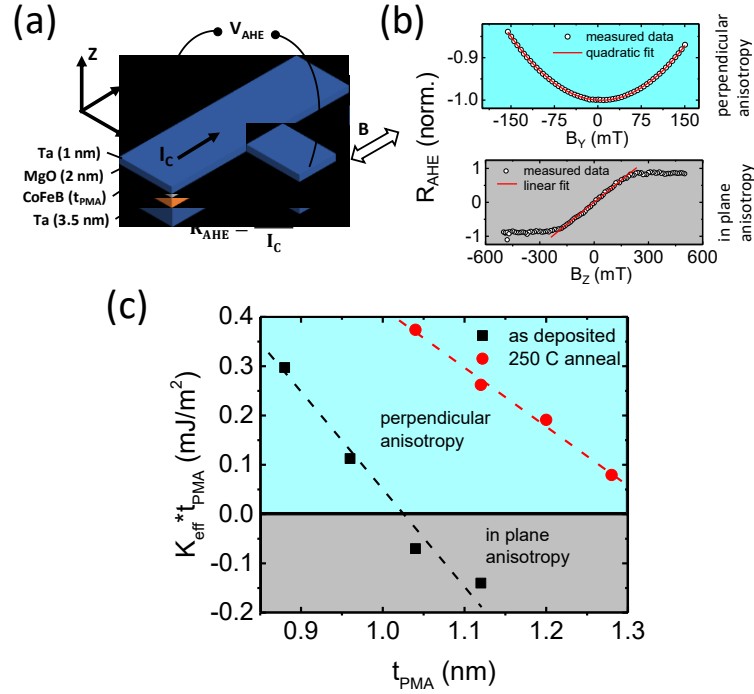 (a)
V_AHE
Z
I_C
B
Ta (1 nm)
MgO (2 nm)
CoFeB (t_PMA)
Ta (3.5 nm)
R_AHE =
I_C
(b)
measured data
quadratic fit
-0.9
-1.0
-150 -75 0 75 150
B_Y (mT)
perpendicular
anisotropy
R_AHE (norm.)
measured data
linear fit
1
0
-1
-600 -300 0 300 600
B_Z (mT)
in plane
anisotropy
(c)
as deposited
250 C anneal
perpendicular
anisotropy
in plane
anisotropy
0.4
0.3
0.2
0.1
0.0
-0.1
-0.2
K_eff*t_PMA (mJ/m²)
0.9 1.0 1.1 1.2 1.3
t_PMA (nm)